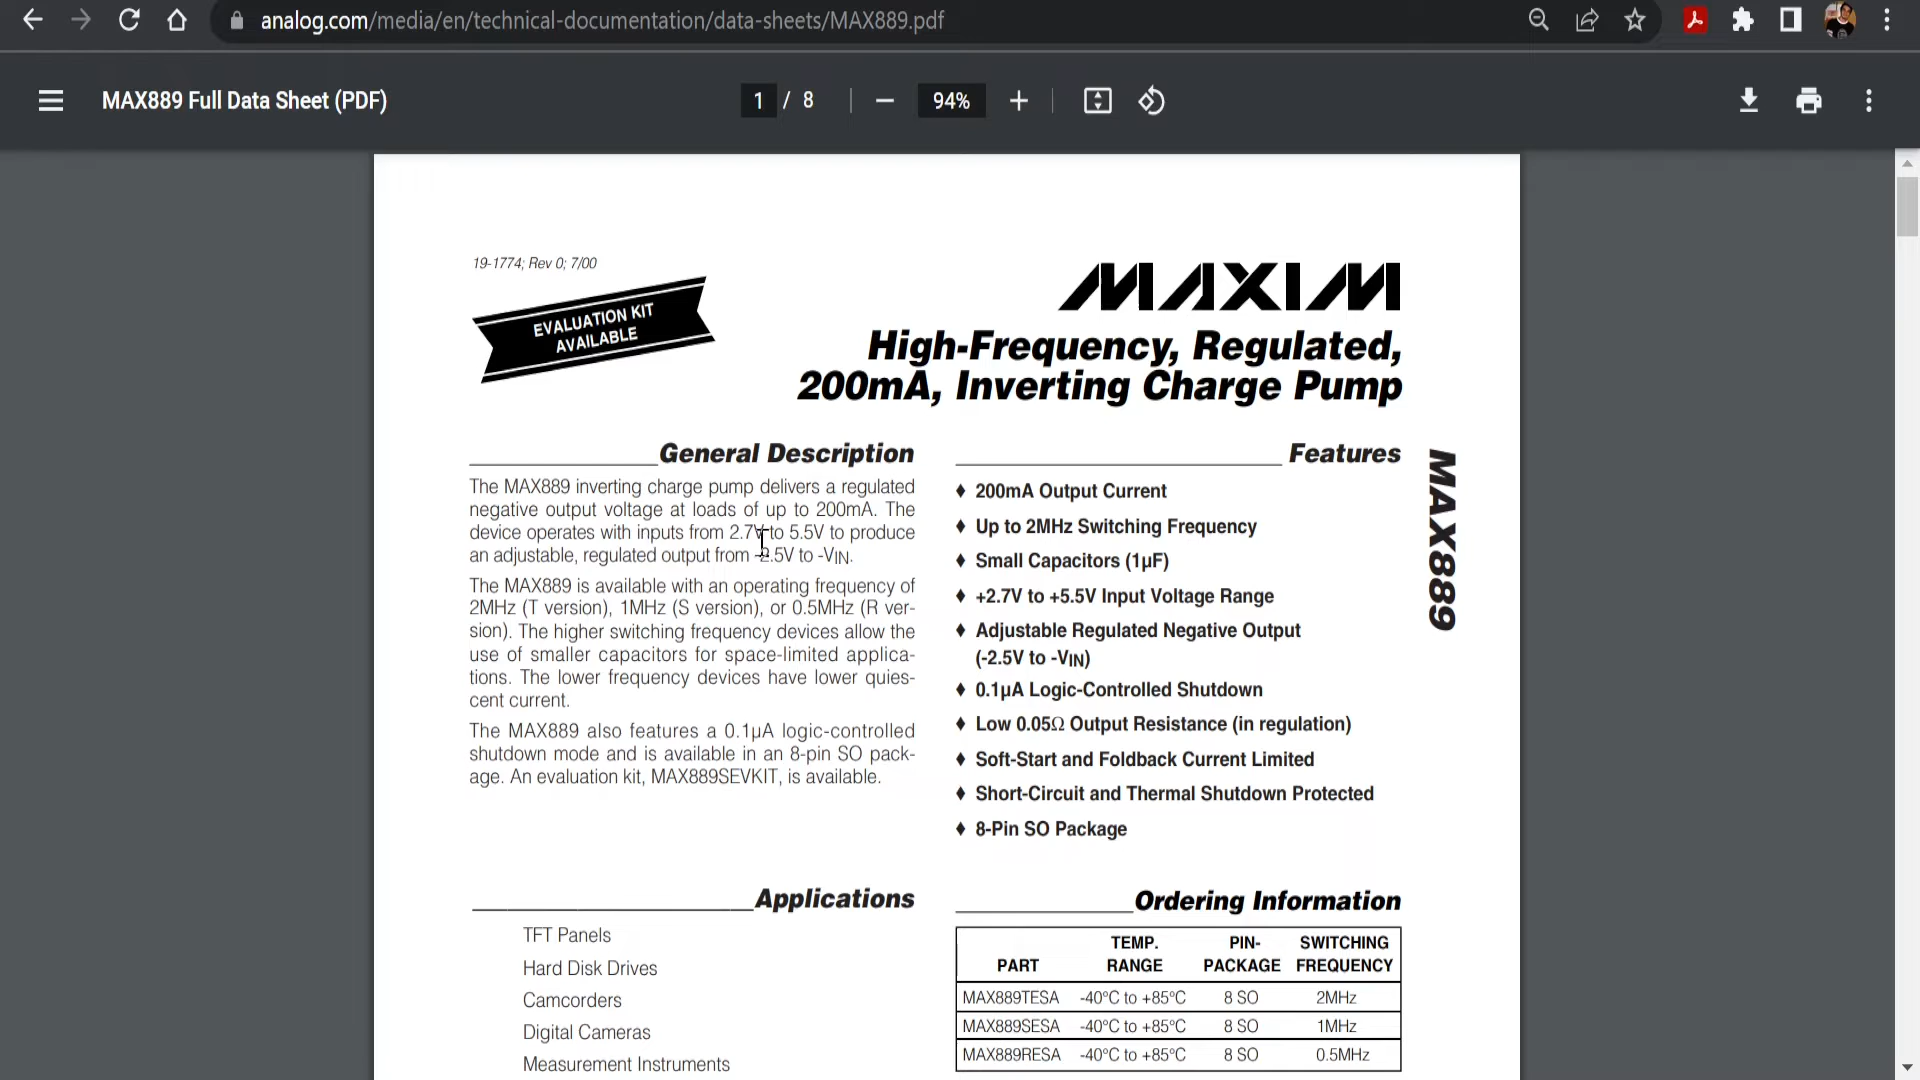 analog.com/media/en/technical-documentation/data-sheets/MAX889.pdf
MAX889 Full Data Sheet (PDF)
1 / 8
94%
19-1774; Rev 0; 7/00
EVALUATION KIT
AVAILABLE
MAXIM
High-Frequency, Regulated,
200mA, Inverting Charge Pump
General Description
The MAX889 inverting charge pump delivers a regulated
negative output voltage at loads of up to 200mA. The
device operates with inputs from 2.7V to 5.5V to produce
an adjustable, regulated output from -2.5V to -VIN.
The MAX889 is available with an operating frequency of
2MHz (T version), 1MHz (S version), or 0.5MHz (R ver-
sion). The higher switching frequency devices allow the
use of smaller capacitors for space-limited applica-
tions. The lower frequency devices have lower quies-
cent current.
The MAX889 also features a 0.1µA logic-controlled
shutdown mode and is available in an 8-pin SO pack-
age. An evaluation kit, MAX889SEVKIT, is available.
Applications
TFT Panels
Hard Disk Drives
Camcorders
Digital Cameras
Measurement Instruments
Features
♦ 200mA Output Current
♦ Up to 2MHz Switching Frequency
♦ Small Capacitors (1µF)
♦ +2.7V to +5.5V Input Voltage Range
♦ Adjustable Regulated Negative Output
(-2.5V to -VIN)
♦ 0.1µA Logic-Controlled Shutdown
♦ Low 0.05Ω Output Resistance (in regulation)
♦ Soft-Start and Foldback Current Limited
♦ Short-Circuit and Thermal Shutdown Protected
♦ 8-Pin SO Package
Ordering Information
PART TEMP. RANGE PIN-PACKAGE SWITCHING FREQUENCY
MAX889TESA -40°C to +85°C 8 SO 2MHz
MAX889SESA -40°C to +85°C 8 SO 1MHz
MAX889RESA -40°C to +85°C 8 SO 0.5MHz
MAX889